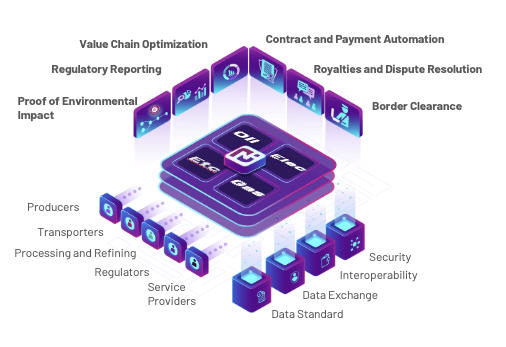 Value Chain Optimization
Contract and Payment Automation
Regulatory Reporting
Royalties and Dispute Resolution
Proof of Environmental
Impact
Border Clearance
Oil
Elec
Etc
Gas
Producers
Transporters
Processing and Refining
Regulators
Service
Providers
Security
Interoperability
Data Exchange
Data Standard